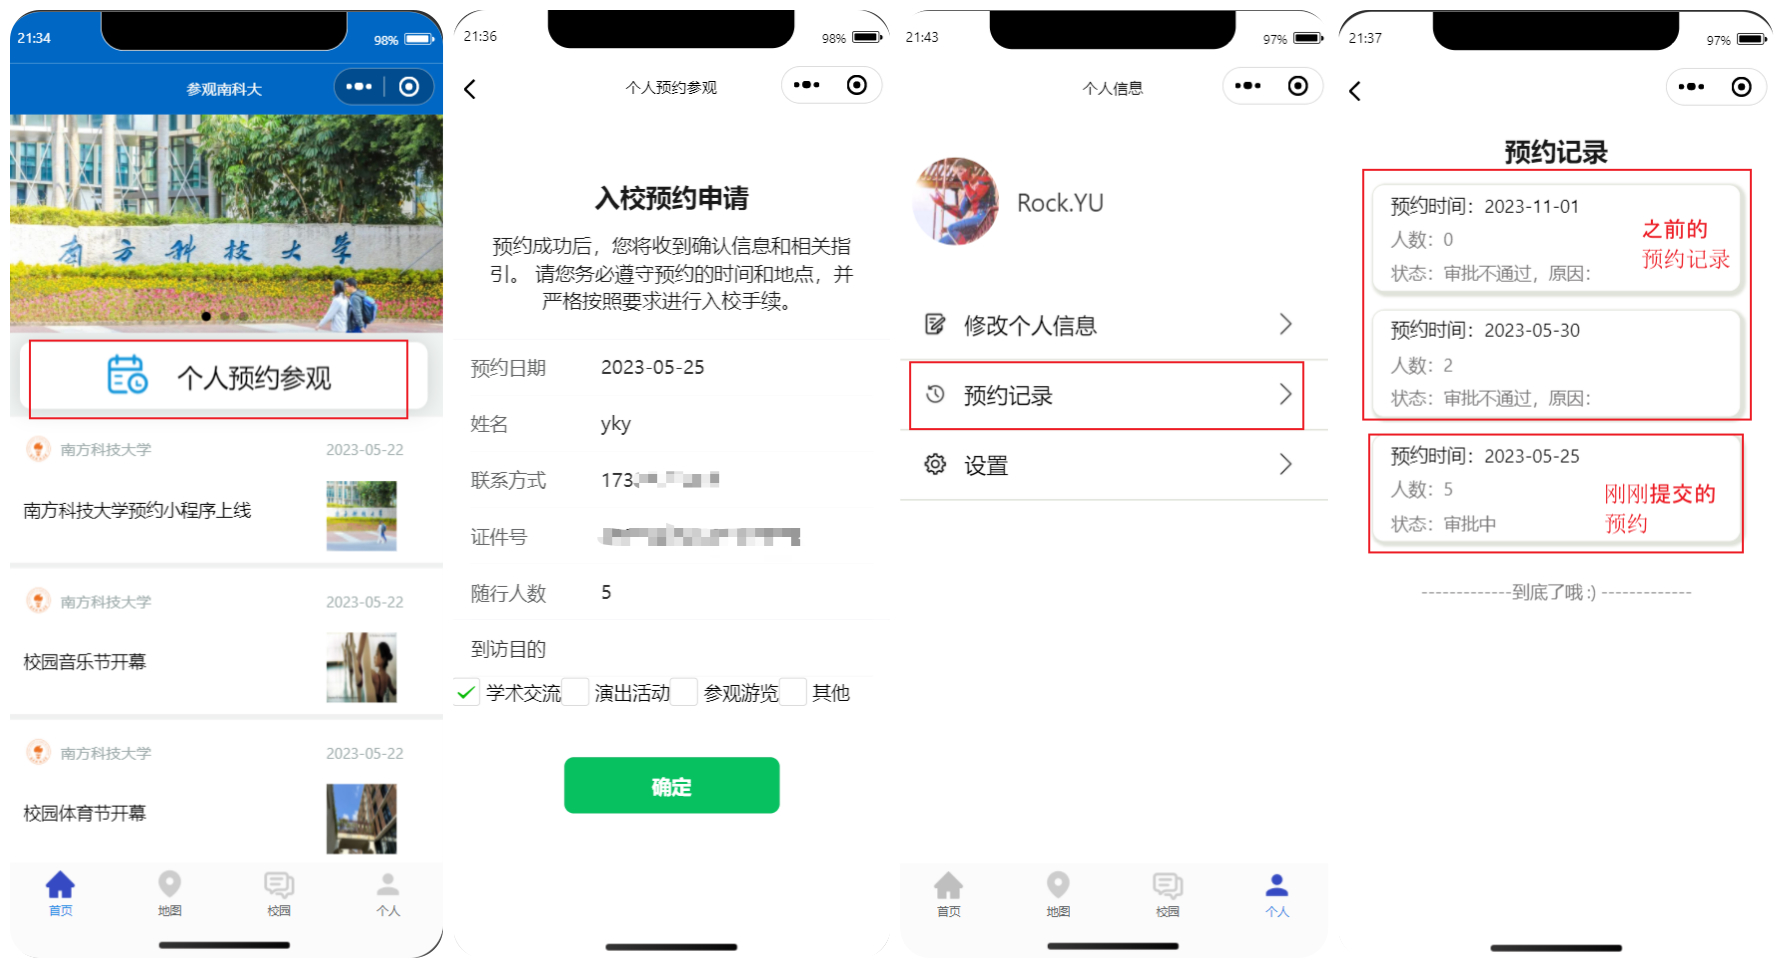 21:34
98%
参观南科大
南方科技大学
个人预约参观
南方科技大学
2023-05-22
南方科技大学预约小程序上线
南方科技大学
2023-05-22
校园音乐节开幕
南方科技大学
2023-05-22
校园体育节开幕
首页
地图
校园
个人
21:36
98%
个人预约参观
入校预约申请
预约成功后，您将收到确认信息和相关指
引。 请您务必遵守预约的时间和地点，并
严格按照要求进行入校手续。
预约日期 2023-05-25
姓名 yky
联系方式 173
证件号
随行人数 5
到访目的
学术交流 演出活动 参观游览 其他
确定
21:43
97%
个人信息
Rock.YU
修改个人信息
预约记录
设置
首页
地图
校园
个人
21:37
97%
预约记录
预约时间：2023-11-01
人数：0
状态：审批不通过，原因：
之前的
预约记录
预约时间：2023-05-30
人数：2
状态：审批不通过，原因：
预约时间：2023-05-25
人数：5
状态：审批中
刚刚提交的
预约
-------------到底了哦 :) -------------